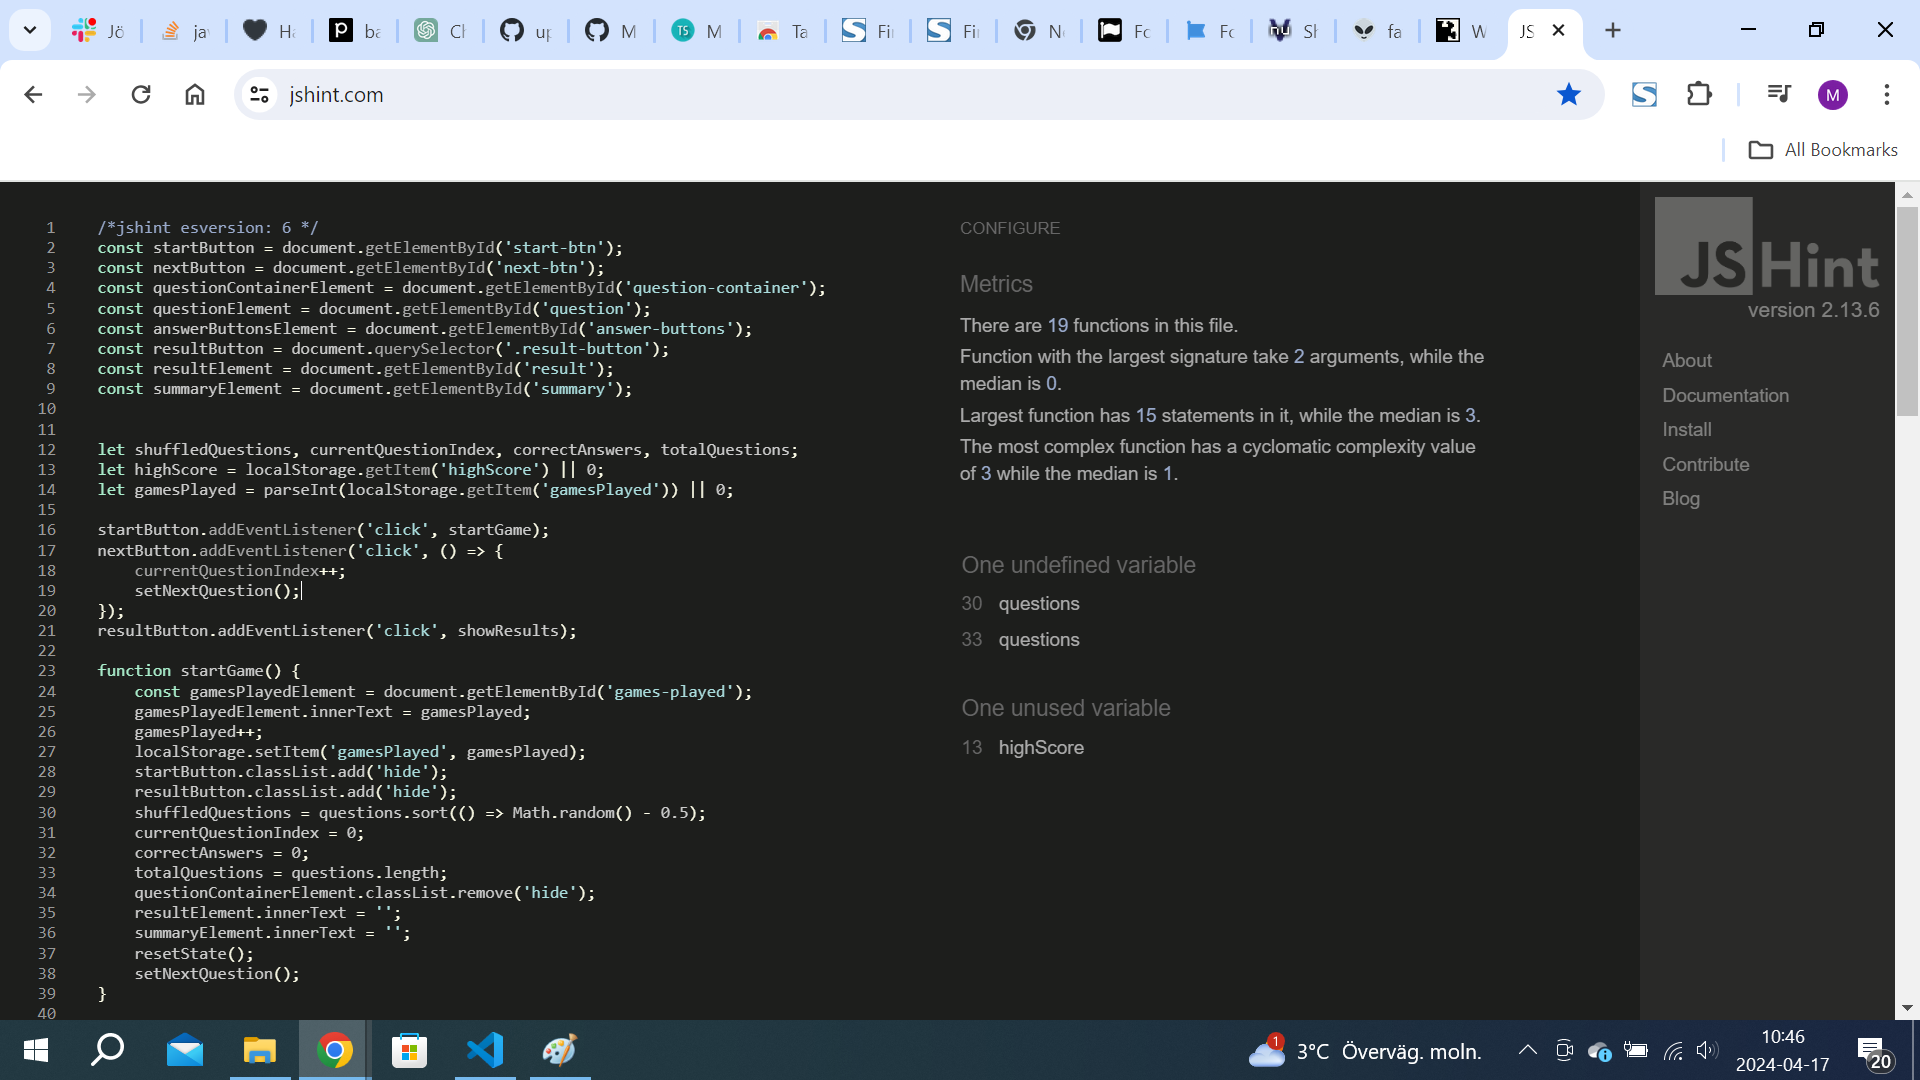 Jö
ja
Ha
ba
Ch
up
M
M
Ta
Fi
Fi
Ne
Fo
Fo
Sh
fa
W
JS
jshint.com
M
All Bookmarks
1 /*jshint esversion: 6 */
2 const startButton = document.getElementById('start-btn');
3 const nextButton = document.getElementById('next-btn');
4 const questionContainerElement = document.getElementById('question-container');
5 const questionElement = document.getElementById('question');
6 const answerButtonsElement = document.getElementById('answer-buttons');
7 const resultButton = document.querySelector('.result-button');
8 const resultElement = document.getElementById('result');
9 const summaryElement = document.getElementById('summary');
10
11
12 let shuffledQuestions, currentQuestionIndex, correctAnswers, totalQuestions;
13 let highScore = localStorage.getItem('highScore') || 0;
14 let gamesPlayed = parseInt(localStorage.getItem('gamesPlayed')) || 0;
15
16 startButton.addEventListener('click', startGame);
17 nextButton.addEventListener('click', () => {
18 currentQuestionIndex++;
19 setNextQuestion();
20 });
21 resultButton.addEventListener('click', showResults);
22
23 function startGame() {
24 const gamesPlayedElement = document.getElementById('games-played');
25 gamesPlayedElement.innerText = gamesPlayed;
26 gamesPlayed++;
27 localStorage.setItem('gamesPlayed', gamesPlayed);
28 startButton.classList.add('hide');
29 resultButton.classList.add('hide');
30 shuffledQuestions = questions.sort(() => Math.random() - 0.5);
31 currentQuestionIndex = 0;
32 correctAnswers = 0;
33 totalQuestions = questions.length;
34 questionContainerElement.classList.remove('hide');
35 resultElement.innerText = '';
36 summaryElement.innerText = '';
37 resetState();
38 setNextQuestion();
39 }
40
CONFIGURE
Metrics
There are 19 functions in this file.
Function with the largest signature take 2 arguments, while the
median is 0.
Largest function has 15 statements in it, while the median is 3.
The most complex function has a cyclomatic complexity value
of 3 while the median is 1.
One undefined variable
30 questions
33 questions
One unused variable
13 highScore
JSHint
version 2.13.6
About
Documentation
Install
Contribute
Blog
1
3°C Överväg. moln.
10:46
2024-04-17
20